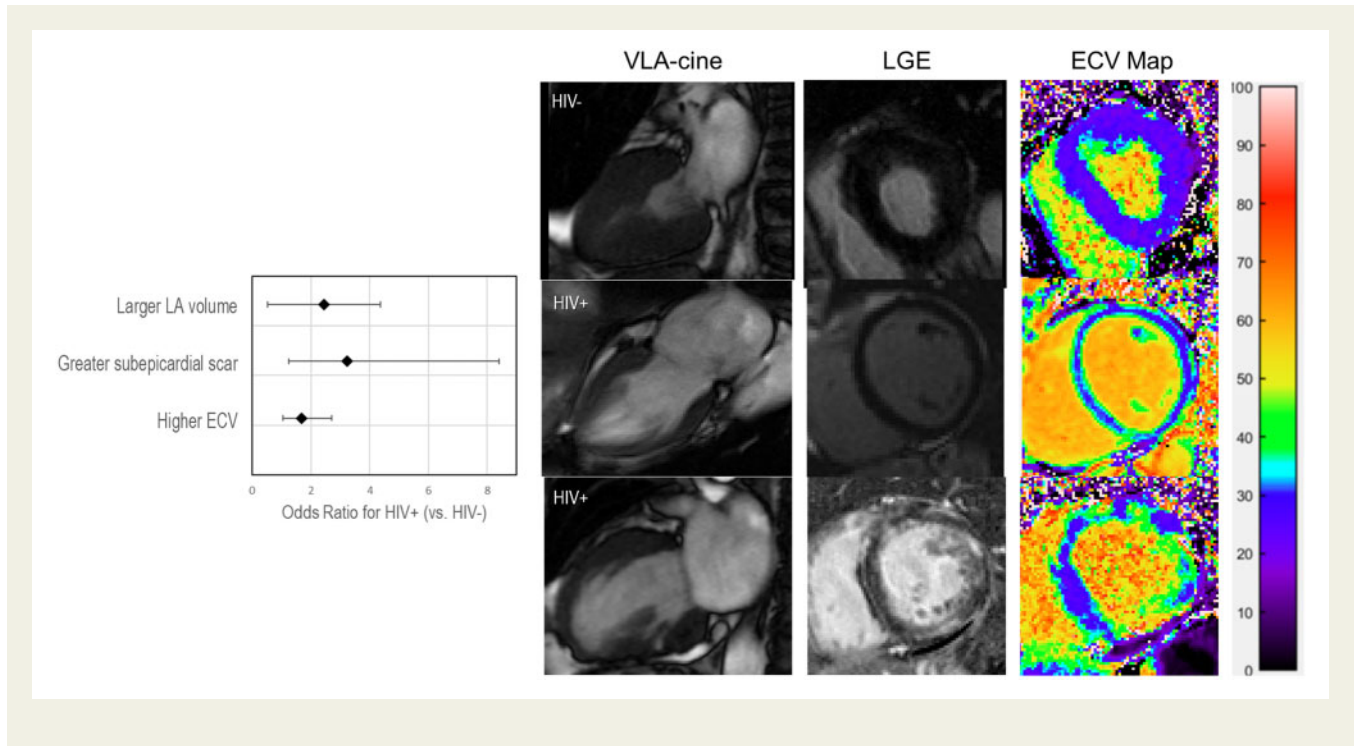 VLA-cine LGE ECV Map
HIV-
HIV+
HIV+
Larger LA volume
Greater subepicardial scar
Higher ECV
0 2 4 6 8
Odds Ratio for HIV+ (vs. HIV-)
100
90
80
70
60
50
40
30
20
10
0